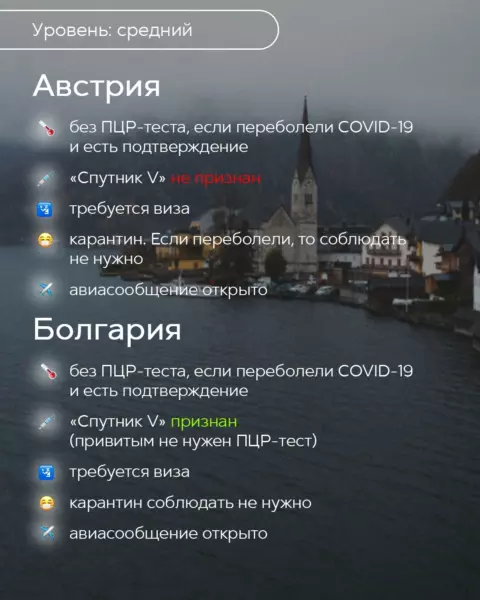 Уровень: средний
Австрия
без ПЦР-теста, если переболели COVID-19
и есть подтверждение
«Спутник V» не признан
требуется виза
карантин. Если переболели, то соблюдать
не нужно
авиасообщение открыто
Болгария
без ПЦР-теста, если переболели COVID-19
и есть подтверждение
«Спутник V» признан
(привитым не нужен ПЦР-тест)
требуется виза
карантин соблюдать не нужно
авиасообщение открыто